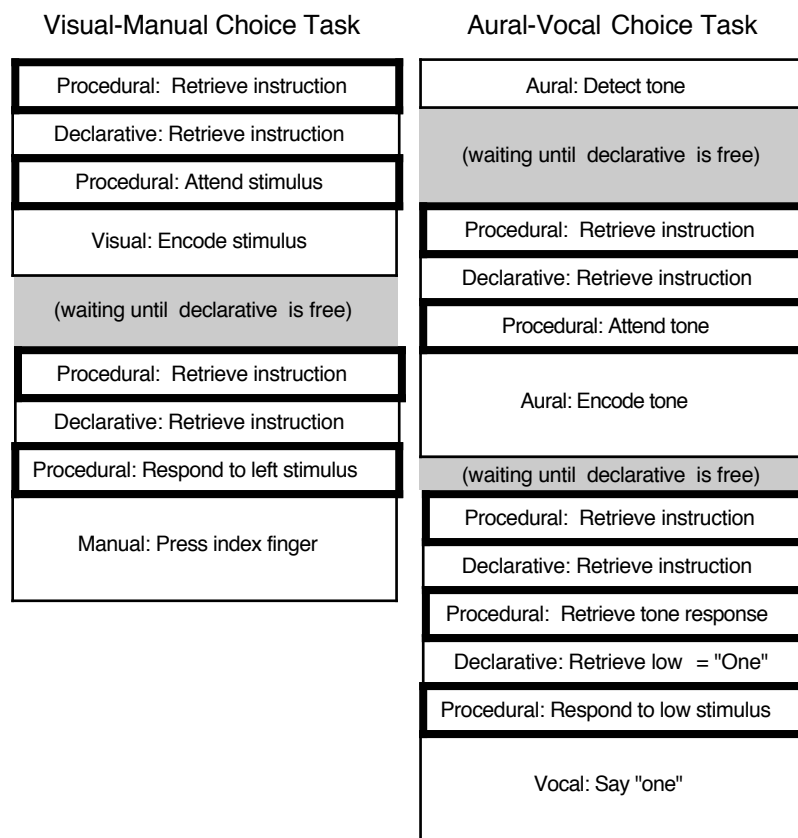 Visual-Manual Choice Task
Procedural: Retrieve instruction
Declarative: Retrieve instruction
Procedural: Attend stimulus
Visual: Encode stimulus
(waiting until declarative is free)
Procedural: Retrieve instruction
Declarative: Retrieve instruction
Procedural: Respond to left stimulus
Manual: Press index finger
Aural-Vocal Choice Task
Aural: Detect tone
(waiting until declarative is free)
Procedural: Retrieve instruction
Declarative: Retrieve instruction
Procedural: Attend tone
Aural: Encode tone
(waiting until declarative is free)
Procedural: Retrieve instruction
Declarative: Retrieve instruction
Procedural: Retrieve tone response
Declarative: Retrieve low = "One"
Procedural: Respond to low stimulus
Vocal: Say "one"